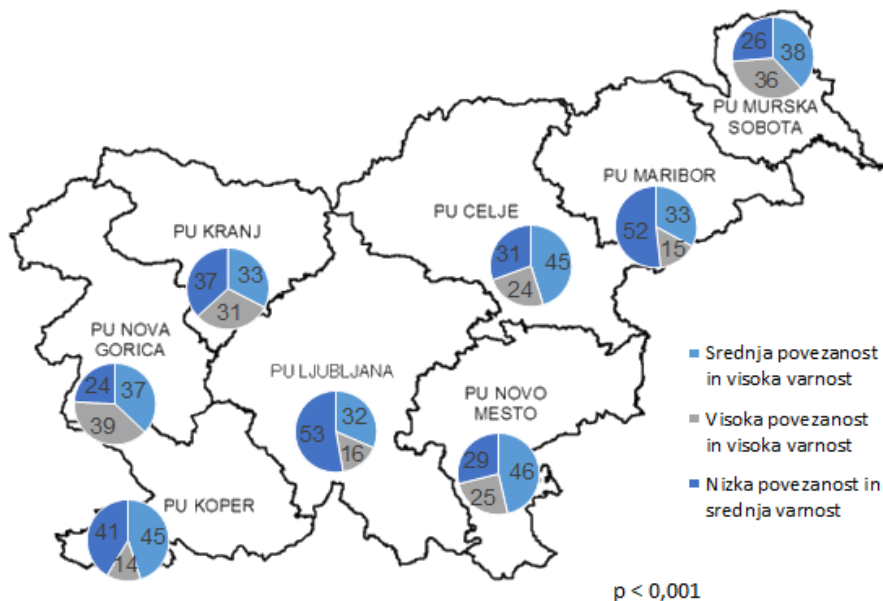 26
38
36
PU MURSKA
SOBOTA
PU MARIBOR
33
52
15
PU CELJE
31
45
24
PU KRANJ
37
33
31
PU NOVA
GORICA
24
37
39
PU LJUBLJANA
32
53
16
PU NOVO
MESTO
29
46
25
PU KOPER
41
45
14
Srednja povezanost
in visoka varnost
Visoka povezanost
in visoka varnost
Nizka povezanost in
srednja varnost
p < 0,001